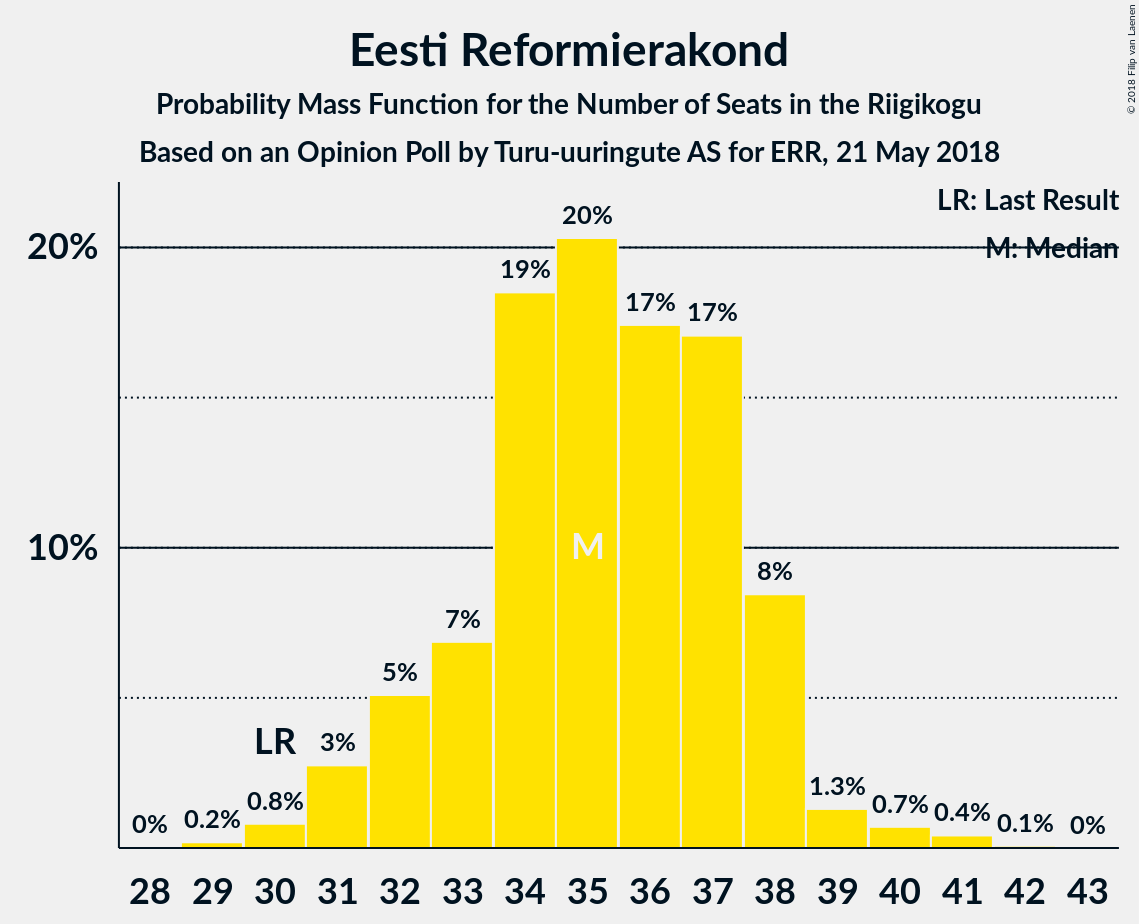 Eesti Reformierakond
Probability Mass Function for the Number of Seats in the Riigikogu
Based on an Opinion Poll by Turu-uuringute AS for ERR, 21 May 2018
© 2018 Filip van Laenen
LR: Last Result
M: Median
20%
10%
0%
0.2%
0.8%
LR
3%
5%
7%
19%
20%
M
17%
17%
8%
1.3%
0.7%
0.4%
0.1%
0%
28 29 30 31 32 33 34 35 36 37 38 39 40 41 42 43